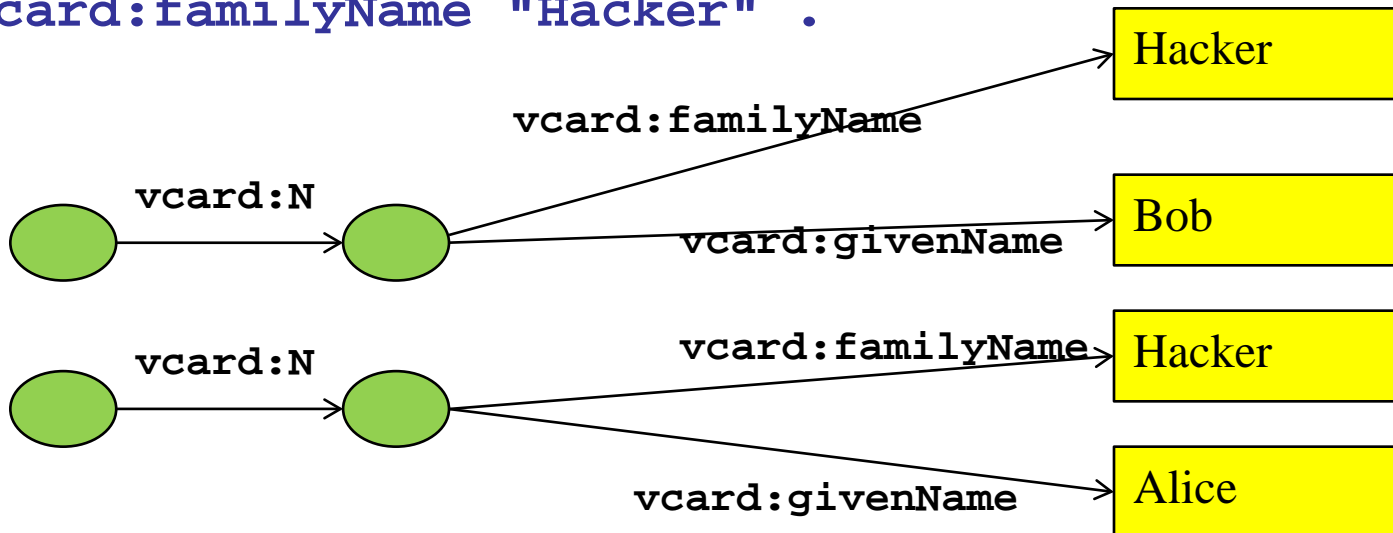 card:familyName "Hacker" .
Hacker
vcard:familyName
vcard:N
Bob
vcard:givenName
vcard:N
vcard:familyName
Hacker
vcard:givenName
Alice